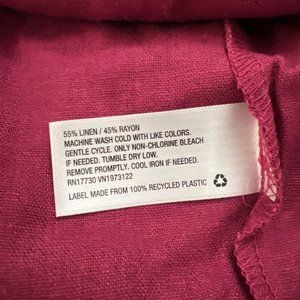 55% LINEN / 45% RAYON
MACHINE WASH COLD WITH LIKE COLORS.
GENTLE CYCLE. ONLY NON-CHLORINE BLEACH
IF NEEDED. TUMBLE DRY LOW.
REMOVE PROMPTLY. COOL IRON IF NEEDED.
RN17730 VN1973122
LABEL MADE FROM 100% RECYCLED PLASTIC